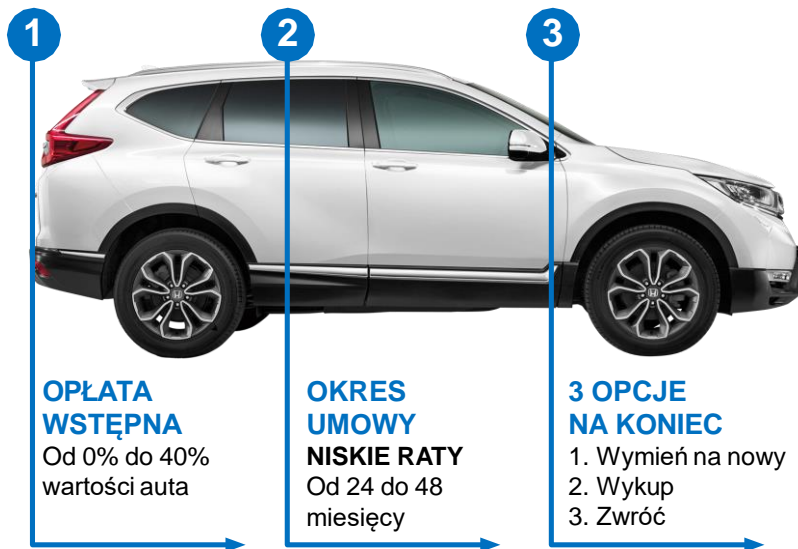 1
2
3
OPŁATA
WSTĘPNA
Od 0% do 40%
wartości auta
OKRES
UMOWY
NISKIE RATY
Od 24 do 48
miesięcy
3 OPCJE
NA KONIEC
1. Wymień na nowy
2. Wykup
3. Zwróć